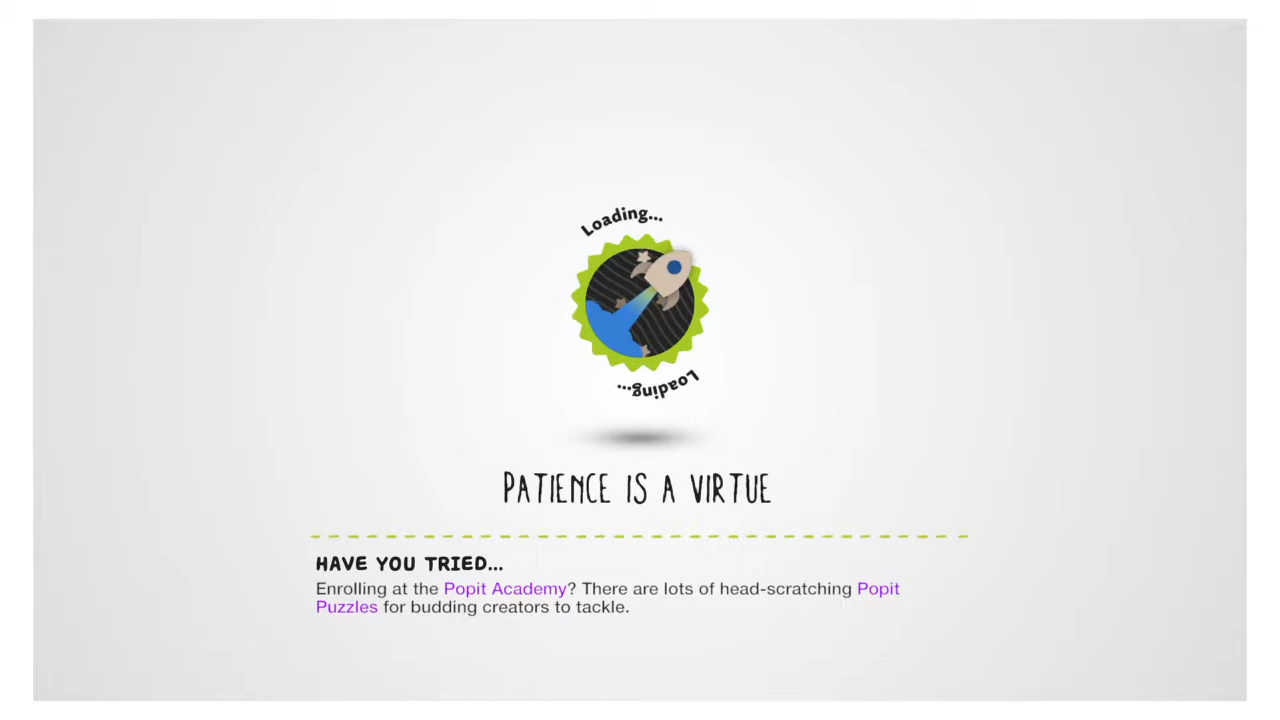 Loading...
Loading...
PATIENCE IS A VIRTUE
HAVE YOU TRIED...
Enrolling at the Popit Academy? There are lots of head-scratching Popit
Puzzles for budding creators to tackle.